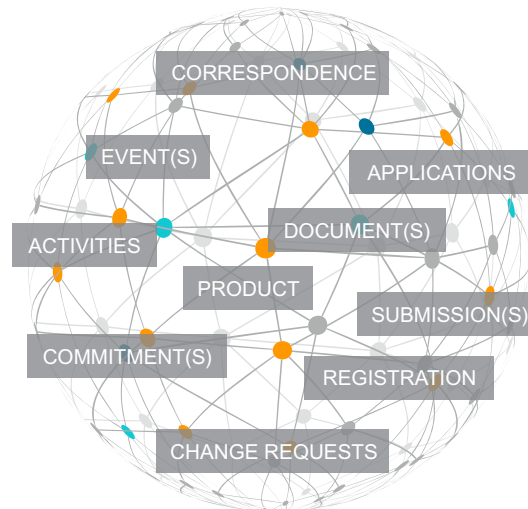 CORRESPONDENCE
EVENT(S)
APPLICATIONS
DOCUMENT(S)
ACTIVITIES
PRODUCT
SUBMISSION(S)
COMMITMENT(S)
REGISTRATION
CHANGE REQUESTS